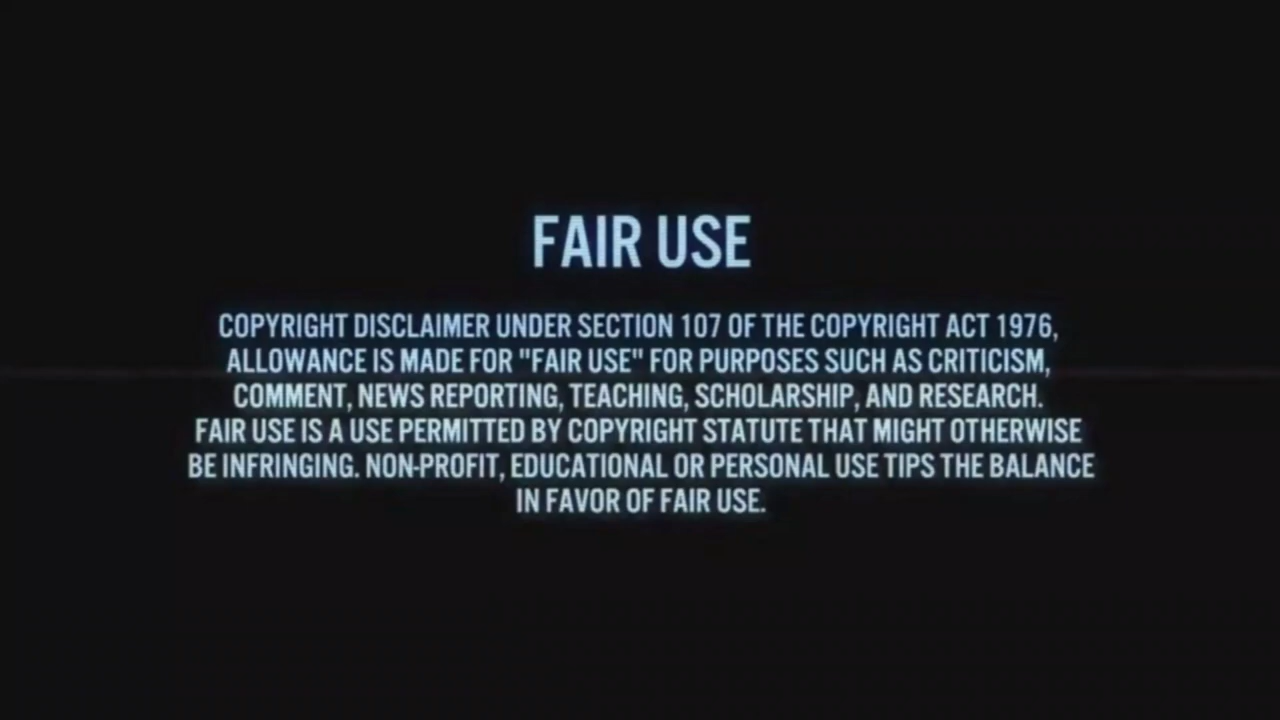 FAIR USE
COPYRIGHT DISCLAIMER UNDER SECTION 107 OF THE COPYRIGHT ACT 1976,
ALLOWANCE IS MADE FOR "FAIR USE" FOR PURPOSES SUCH AS CRITICISM,
COMMENT, NEWS REPORTING, TEACHING, SCHOLARSHIP, AND RESEARCH.
FAIR USE IS A USE PERMITTED BY COPYRIGHT STATUTE THAT MIGHT OTHERWISE
BE INFRINGING. NON-PROFIT, EDUCATIONAL OR PERSONAL USE TIPS THE BALANCE
IN FAVOR OF FAIR USE.